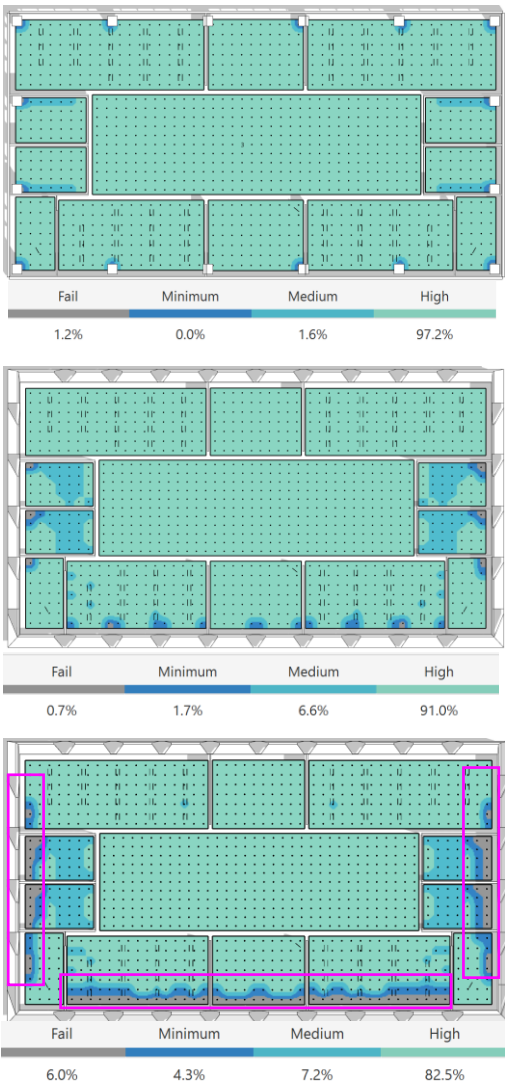 Fail Minimum Medium High
1.2% 0.0% 1.6% 97.2%
Fail Minimum Medium High
0.7% 1.7% 6.6% 91.0%
Fail Minimum Medium High
6.0% 4.3% 7.2% 82.5%